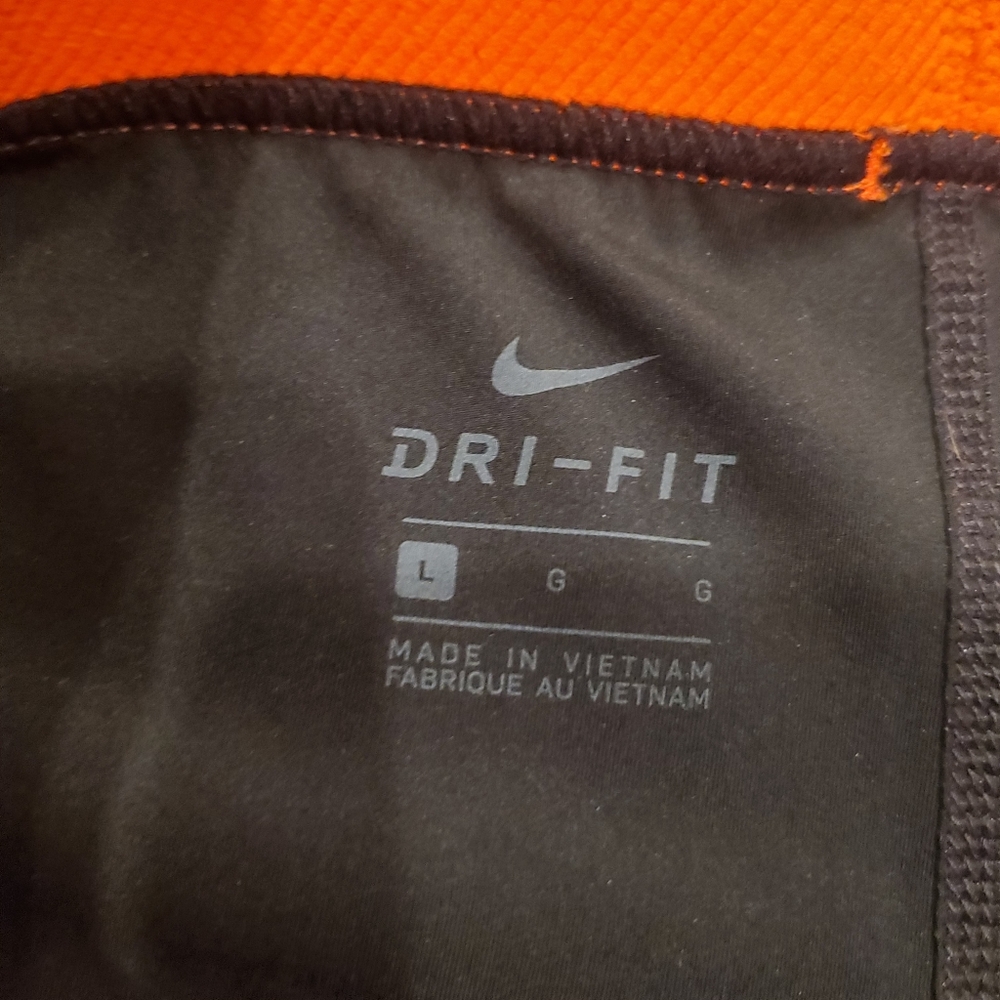 DRI-FIT
L G G
MADE IN VIETNAM
FABRIQUE AU VIETNAM